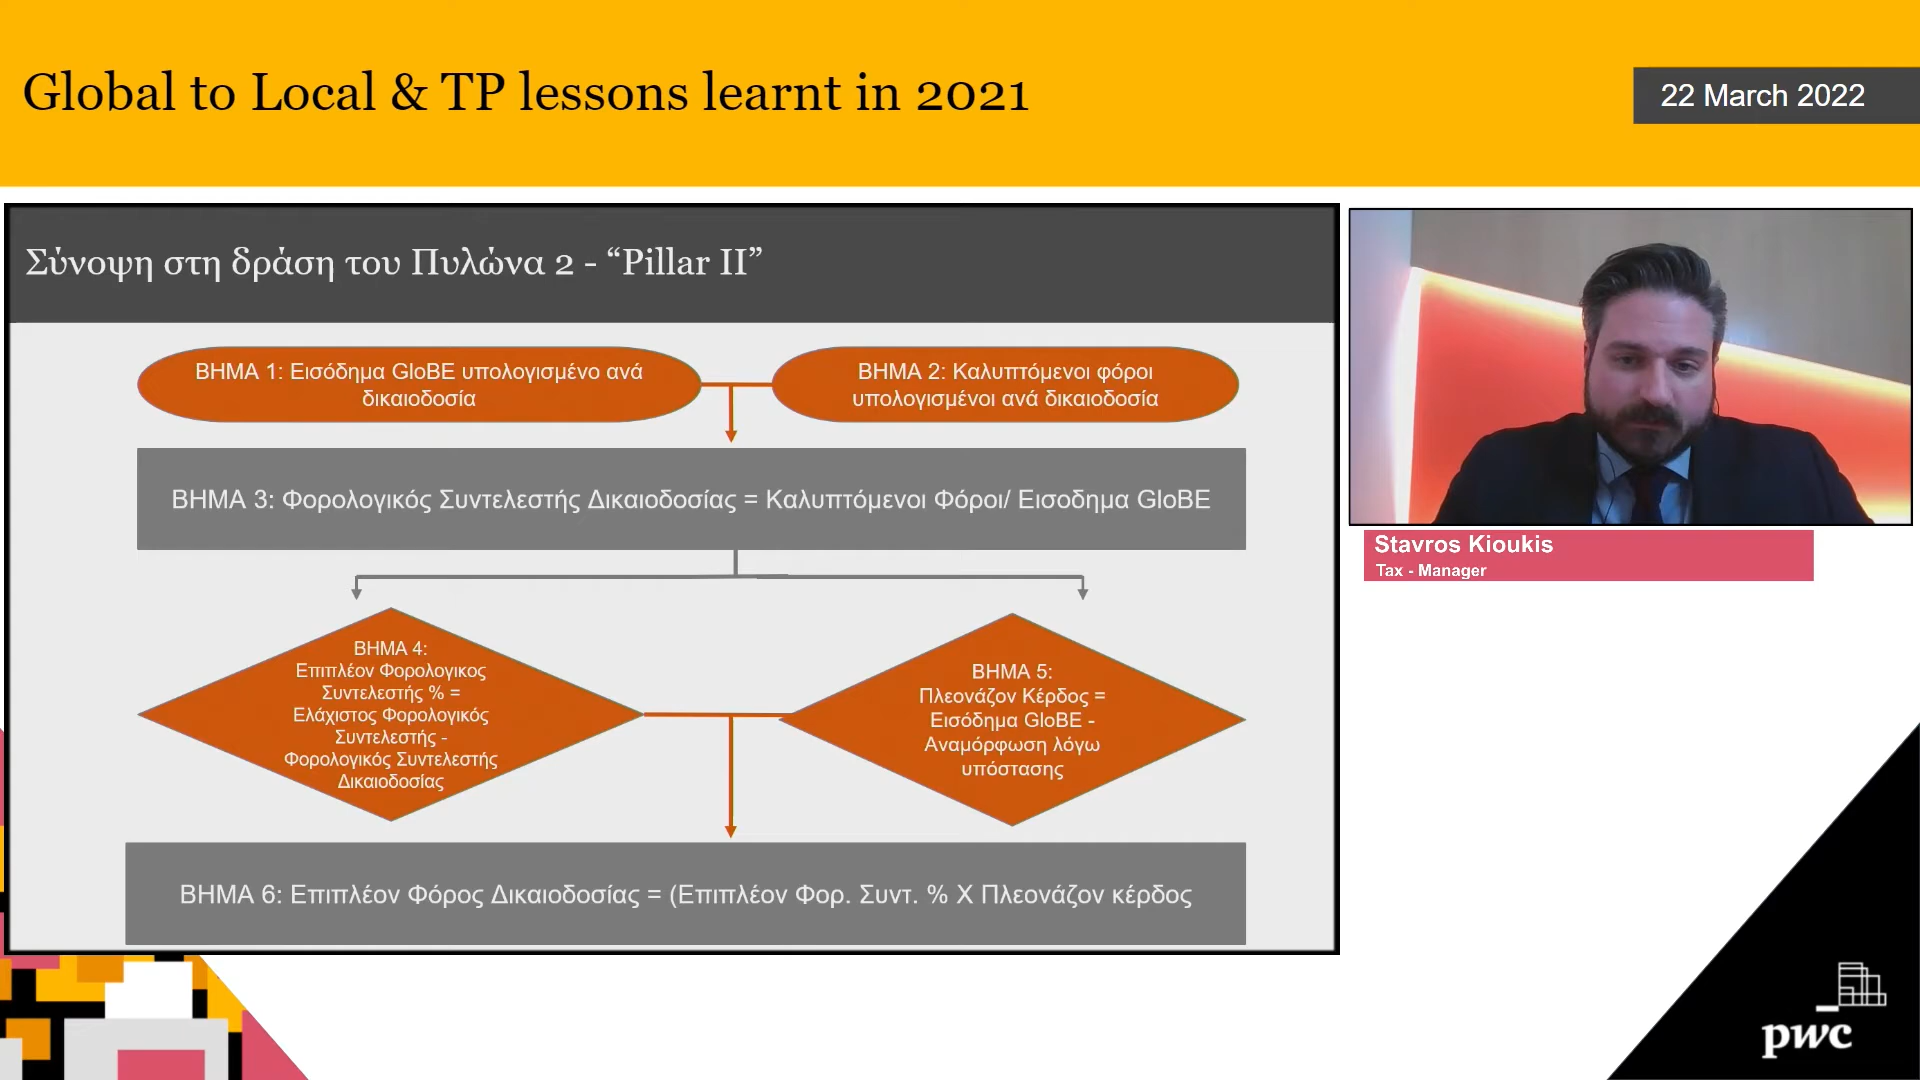 Global to Local & TP lessons learnt in 2021
22 March 2022
Σύνοψη στη δράση του Πυλώνα 2 - “Pillar II”
ΒΗΜΑ 1: Εισόδημα GloBE υπολογισμένο ανά
δικαιοδοσία
ΒΗΜΑ 2: Καλυπτόμενοι φόροι
υπολογισμένοι ανά δικαιοδοσία
ΒΗΜΑ 3: Φορολογικός Συντελεστής Δικαιοδοσίας = Καλυπτόμενοι Φόροι/ Εισοδημα GloBE
ΒΗΜΑ 4:
Επιπλέον Φορολογικος
Συντελεστής % =
Ελάχιστος Φορολογικός
Συντελεστής -
Φορολογικός Συντελεστής
Δικαιοδοσίας
ΒΗΜΑ 5:
Πλεονάζον Κέρδος =
Εισόδημα GloBE -
Αναμόρφωση λόγω
υπόστασης
ΒΗΜΑ 6: Επιπλέον Φόρος Δικαιοδοσίας = (Επιπλέον Φορ. Συντ. % Χ Πλεονάζον κέρδος
Stavros Kioukis
Tax - Manager
pwc